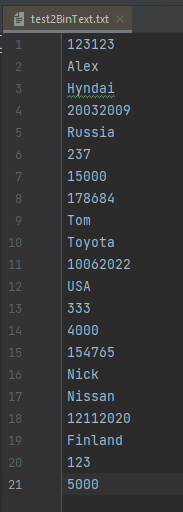 test2BinText.txt
1 123123
2 Alex
3 Hyndai
4 20032009
5 Russia
6 237
7 15000
8 178684
9 Tom
10 Toyota
11 10062022
12 USA
13 333
14 4000
15 154765
16 Nick
17 Nissan
18 12112020
19 Finland
20 123
21 5000